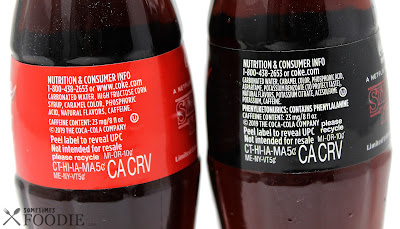 NUTRITION & CONSUMER INFO
1-800-438-2653 or coke.com
CARBONATED WATER, HIGH FRUCTOSE CORN
SYRUP, CARAMEL COLOR, PHOSPHORIC
ACID, NATURAL FLAVORS, CAFFEINE.
CAFFEINE CONTENT: 23 mg/8 fl oz
© 2019 THE COCA-COLA COMPANY
Peel label to reveal UPC
Not intended for resale
please recycle MI-OR-10¢
CT-HI-IA-MA5¢ CA CRV
ME-NY-VT5¢
NUTRITION & CONSUMER INFO
1-800-438-2653 or coke.com
CARBONATED WATER, CARAMEL COLOR, PHOSPHORIC ACID,
ASPARTAME, POTASSIUM BENZOATE (TO PROTECT TASTE),
NATURAL FLAVORS, POTASSIUM CITRATE, ACESULFAME
POTASSIUM, CAFFEINE.
PHENYLKETONURICS: CONTAINS PHENYLALANINE
CAFFEINE CONTENT: 23 mg/8 fl oz
© 2019 THE COCA-COLA COMPANY
Peel label to reveal UPC please recycle
Not intended for resale MI-OR-10¢
CT-HI-IA-MA5¢ CA CRV
ME-NY-VT5¢
A NETFL
Limited
SOMETIMES
FOODIE